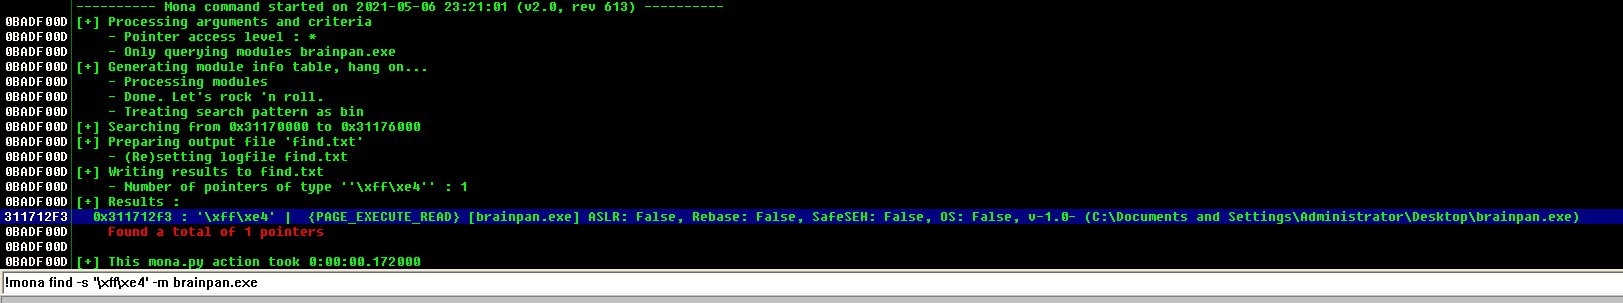 ---------- Mona command started on 2021-05-06 23:21:01 (v2.0, rev 613) ----------
0BADF00D [+] Processing arguments and criteria
0BADF00D     - Pointer access level : *
0BADF00D     - Only querying modules brainpan.exe
0BADF00D [+] Generating module info table, hang on...
0BADF00D     - Processing modules
0BADF00D     - Done. Let's rock 'n roll.
0BADF00D     - Treating search pattern as bin
0BADF00D [+] Searching from 0x31170000 to 0x31176000
0BADF00D [+] Preparing output file 'find.txt'
0BADF00D     - (Re)setting logfile find.txt
0BADF00D [+] Writing results to find.txt
0BADF00D     - Number of pointers of type ''\xff\xe4'' : 1
0BADF00D [+] Results :
311712F3   0x311712f3 : '\xff\xe4' |  {PAGE_EXECUTE_READ} [brainpan.exe] ASLR: False, Rebase: False, SafeSEH: False, OS: False, v-1.0- (C:\Documents and Settings\Administrator\Desktop\brainpan.exe)
0BADF00D     Found a total of 1 pointers
0BADF00D
0BADF00D [+] This mona.py action took 0:00:00.172000
!mona find -s '\xff\xe4' -m brainpan.exe